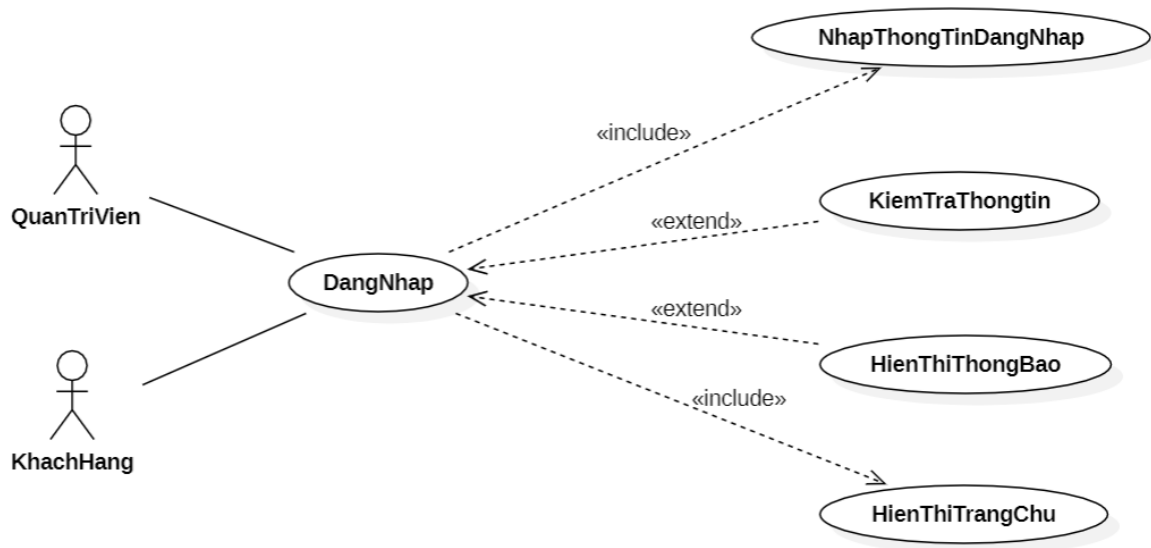 NhapThongTinDangNhap
«include»
QuanTriVien
KiemTraThongtin
«extend»
DangNhap
«extend»
HienThiThongBao
«include»
KhachHang
HienThiTrangChu